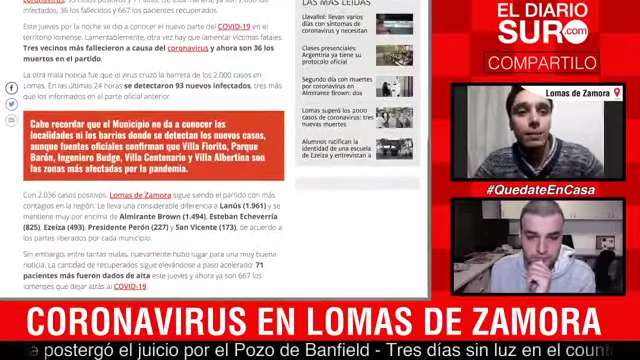 infectados, 36 los fallecidos y 667 los pacientes recuperados.
Este jueves por la noche se dio a conocer el nuevo parte del COVID-19 en el
territorio lomense. Lamentablemente, otra vez hay que lamentar víctimas fatales.
Tres vecinos más fallecieron a causa del coronavirus y ahora son 36 los
muertos en el partido.
La otra mala noticia fue que el virus cruzó la barrera de los 2.000 casos en
Lomas. En las últimas 24 horas se detectaron 93 nuevos infectados, tres más
que los informados en el parte oficial anterior.
Cabe recordar que el Municipio no da a conocer las
localidades ni los barrios donde se detectan los nuevos casos,
aunque fuentes oficiales confirman que Villa Fiorito, Parque
Barón, Ingeniero Budge, Villa Centenario y Villa Albertina son
las zonas más afectadas por la pandemia.
Con 2.036 casos positivos, Lomas de Zamora sigue siendo el partido con más
contagios en la región. Le lleva una considerable diferencia a Lanús (1.961) y
se mantiene muy por encima de Almirante Brown (1.494), Esteban Echeverría
(825), Ezeiza (493), Presidente Perón (227) y San Vicente (173), de acuerdo
a los partes liberados por cada municipio.
Sin embargo, entre tantas malas, nuevamente hubo lugar para una muy buena
noticia. La cantidad de recuperados sigue elevándose a paso acelerado: 71
pacientes más fueron dados de alta este jueves y ahora ya son 667 los
lomenses que dejar atrás al COVID-19.
LAS MÁS LEÍDAS
Llavallol: llevan varios
días con síntomas de
coronavirus y necesitan
Clases presenciales:
Argentina ya tiene su
protocolo oficial
Segundo día con muertes
por coronavirus en
Almirante Brown: dos
Lomas superó los 2000
casos de coronavirus: tres
nuevas muertes
Alumnos ratifican la
identidad de una escuela
de Ezeiza y entrevistan a
EL DIARIO
SUR.com
COMPARTILO
Lomas de Zamora
#QuedateEnCasa
CORONAVIRUS EN LOMAS DE ZAMORA
e postergó el juicio por el Pozo de Banfield - Tres días sin luz en el count